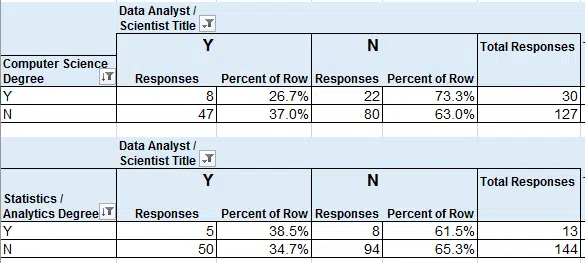 Data Analyst /
Scientist Title
Y N Total Responses
Computer Science
Degree Responses Percent of Row Responses Percent of Row
Y 8 26.7% 22 73.3% 30
N 47 37.0% 80 63.0% 127
Data Analyst /
Scientist Title
Y N Total Responses
Statistics /
Analytics Degree Responses Percent of Row Responses Percent of Row
Y 5 38.5% 8 61.5% 13
N 50 34.7% 94 65.3% 144